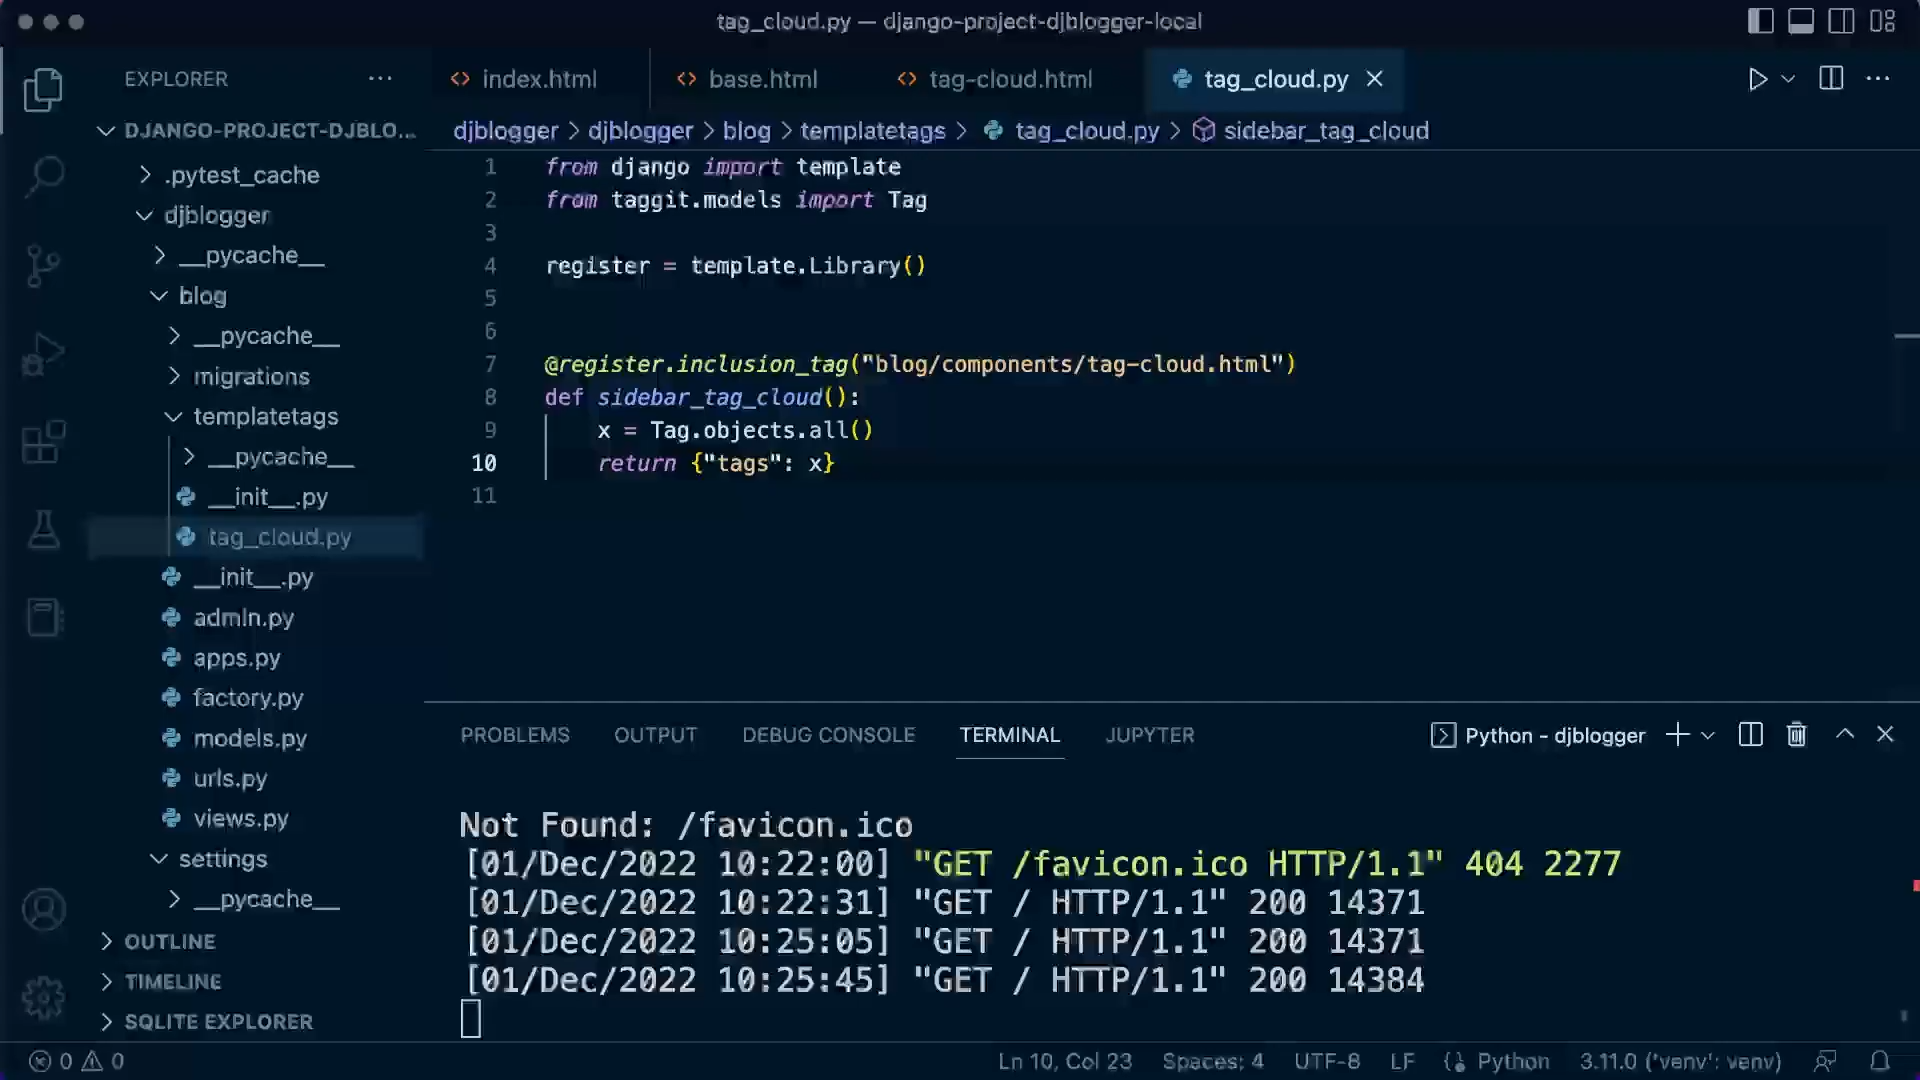 tag_cloud.py — django-project-djblogger-local
EXPLORER
index.html
base.html
tag-cloud.html
tag_cloud.py
DJANGO-PROJECT-DJBLO...
djblogger > djblogger > blog > templatetags > tag_cloud.py > sidebar_tag_cloud
.pytest_cache
djblogger
__pycache__
blog
__pycache__
migrations
templatetags
__pycache__
__init__.py
tag_cloud.py
__init__.py
admin.py
apps.py
factory.py
models.py
urls.py
views.py
settings
__pycache__
OUTLINE
TIMELINE
SQLITE EXPLORER
1 from django import template
2 from taggit.models import Tag
3
4 register = template.Library()
5
6
7 @register.inclusion_tag("blog/components/tag-cloud.html")
8 def sidebar_tag_cloud():
9     x = Tag.objects.all()
10     return {"tags": x}
11
PROBLEMS OUTPUT DEBUG CONSOLE TERMINAL JUPYTER
Python - djblogger
Not Found: /favicon.ico
[01/Dec/2022 10:22:00] "GET /favicon.ico HTTP/1.1" 404 2277
[01/Dec/2022 10:22:31] "GET / HTTP/1.1" 200 14371
[01/Dec/2022 10:25:05] "GET / HTTP/1.1" 200 14371
[01/Dec/2022 10:25:45] "GET / HTTP/1.1" 200 14384
0 0
Ln 10, Col 23 Spaces: 4 UTF-8 LF Python 3.11.0 ('venv': venv)